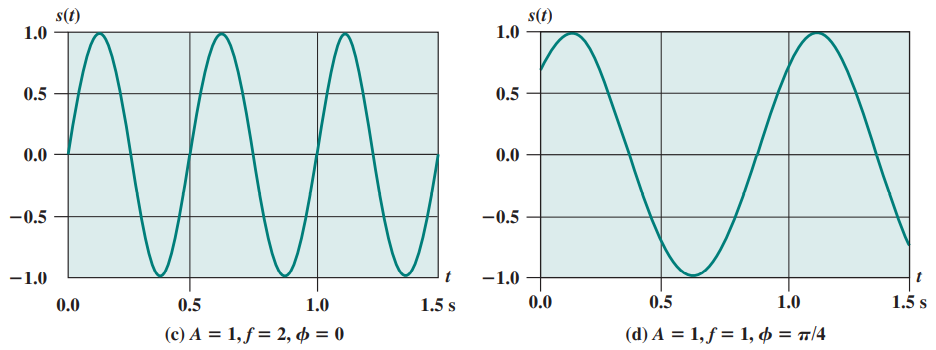 s(t)
1.0
0.5
0.0
−0.5
−1.0
t
0.0 0.5 1.0 1.5 s
(c) A = 1, f = 2, ϕ = 0
s(t)
1.0
0.5
0.0
−0.5
−1.0
t
0.0 0.5 1.0 1.5 s
(d) A = 1, f = 1, ϕ = π/4